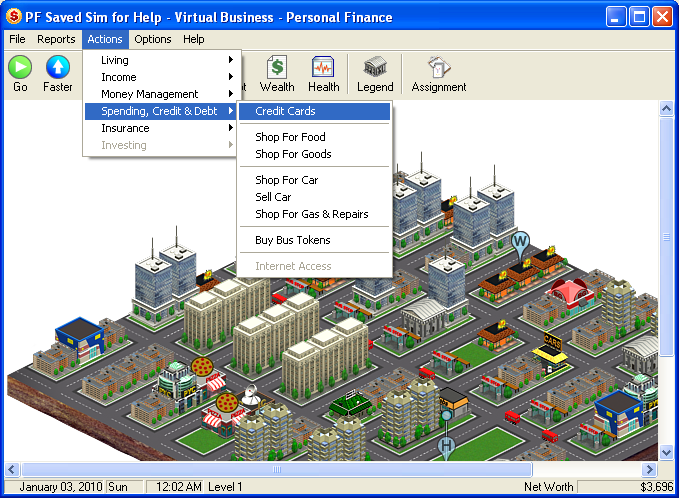 PF Saved Sim for Help - Virtual Business - Personal Finance
File Reports Actions Options Help
Go Faster Wealth Health Legend Assignment
Living
Income
Money Management
Spending, Credit & Debt
Insurance
Investing
Credit Cards
Shop For Food
Shop For Goods
Shop For Car
Sell Car
Shop For Gas & Repairs
Buy Bus Tokens
Internet Access
W
CARS
H
January 03, 2010 Sun 12:02 AM Level 1 Net Worth $3,696